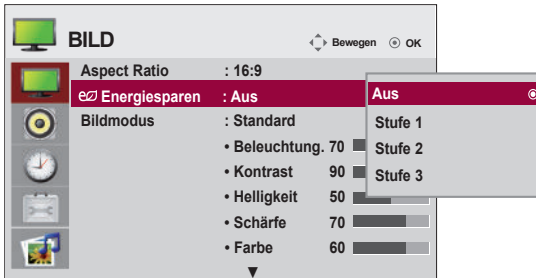 BILD
Bewegen OK
Aspect Ratio : 16:9
Energiesparen : Aus
Bildmodus : Standard
• Beleuchtung. 70
• Kontrast 90
• Helligkeit 50
• Schärfe 70
• Farbe 60
Aus
Stufe 1
Stufe 2
Stufe 3